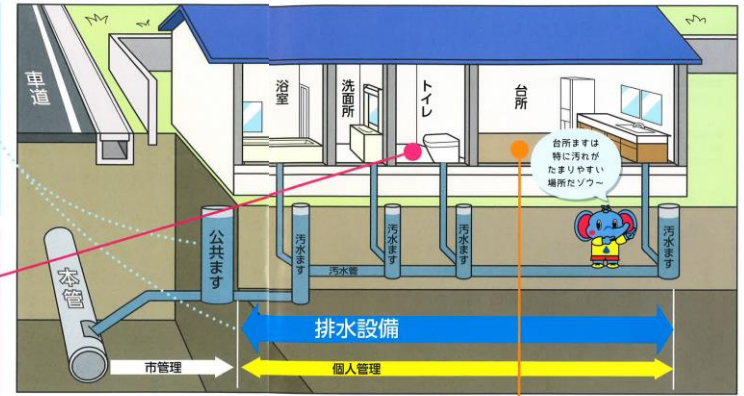 車道
浴室
洗面所
トイレ
台所
台所ますは
特に汚れが
たまりやすい
場所だゾウ～
公共ます
汚水ます
汚水ます
汚水ます
汚水ます
汚水管
本管
排水設備
市管理
個人管理